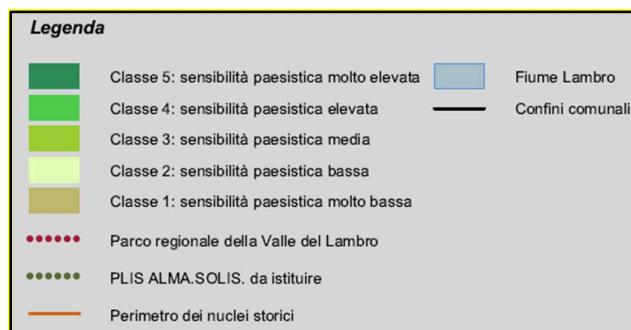 Legenda
Classe 5: sensibilità paesistica molto elevata
Classe 4: sensibilità paesistica elevata
Classe 3: sensibilità paesistica media
Classe 2: sensibilità paesistica bassa
Classe 1: sensibilità paesistica molto bassa
Parco regionale della Valle del Lambro
PLIS ALMA.SOLIS. da istituire
Perimetro dei nuclei storici
Fiume Lambro
Confini comunali